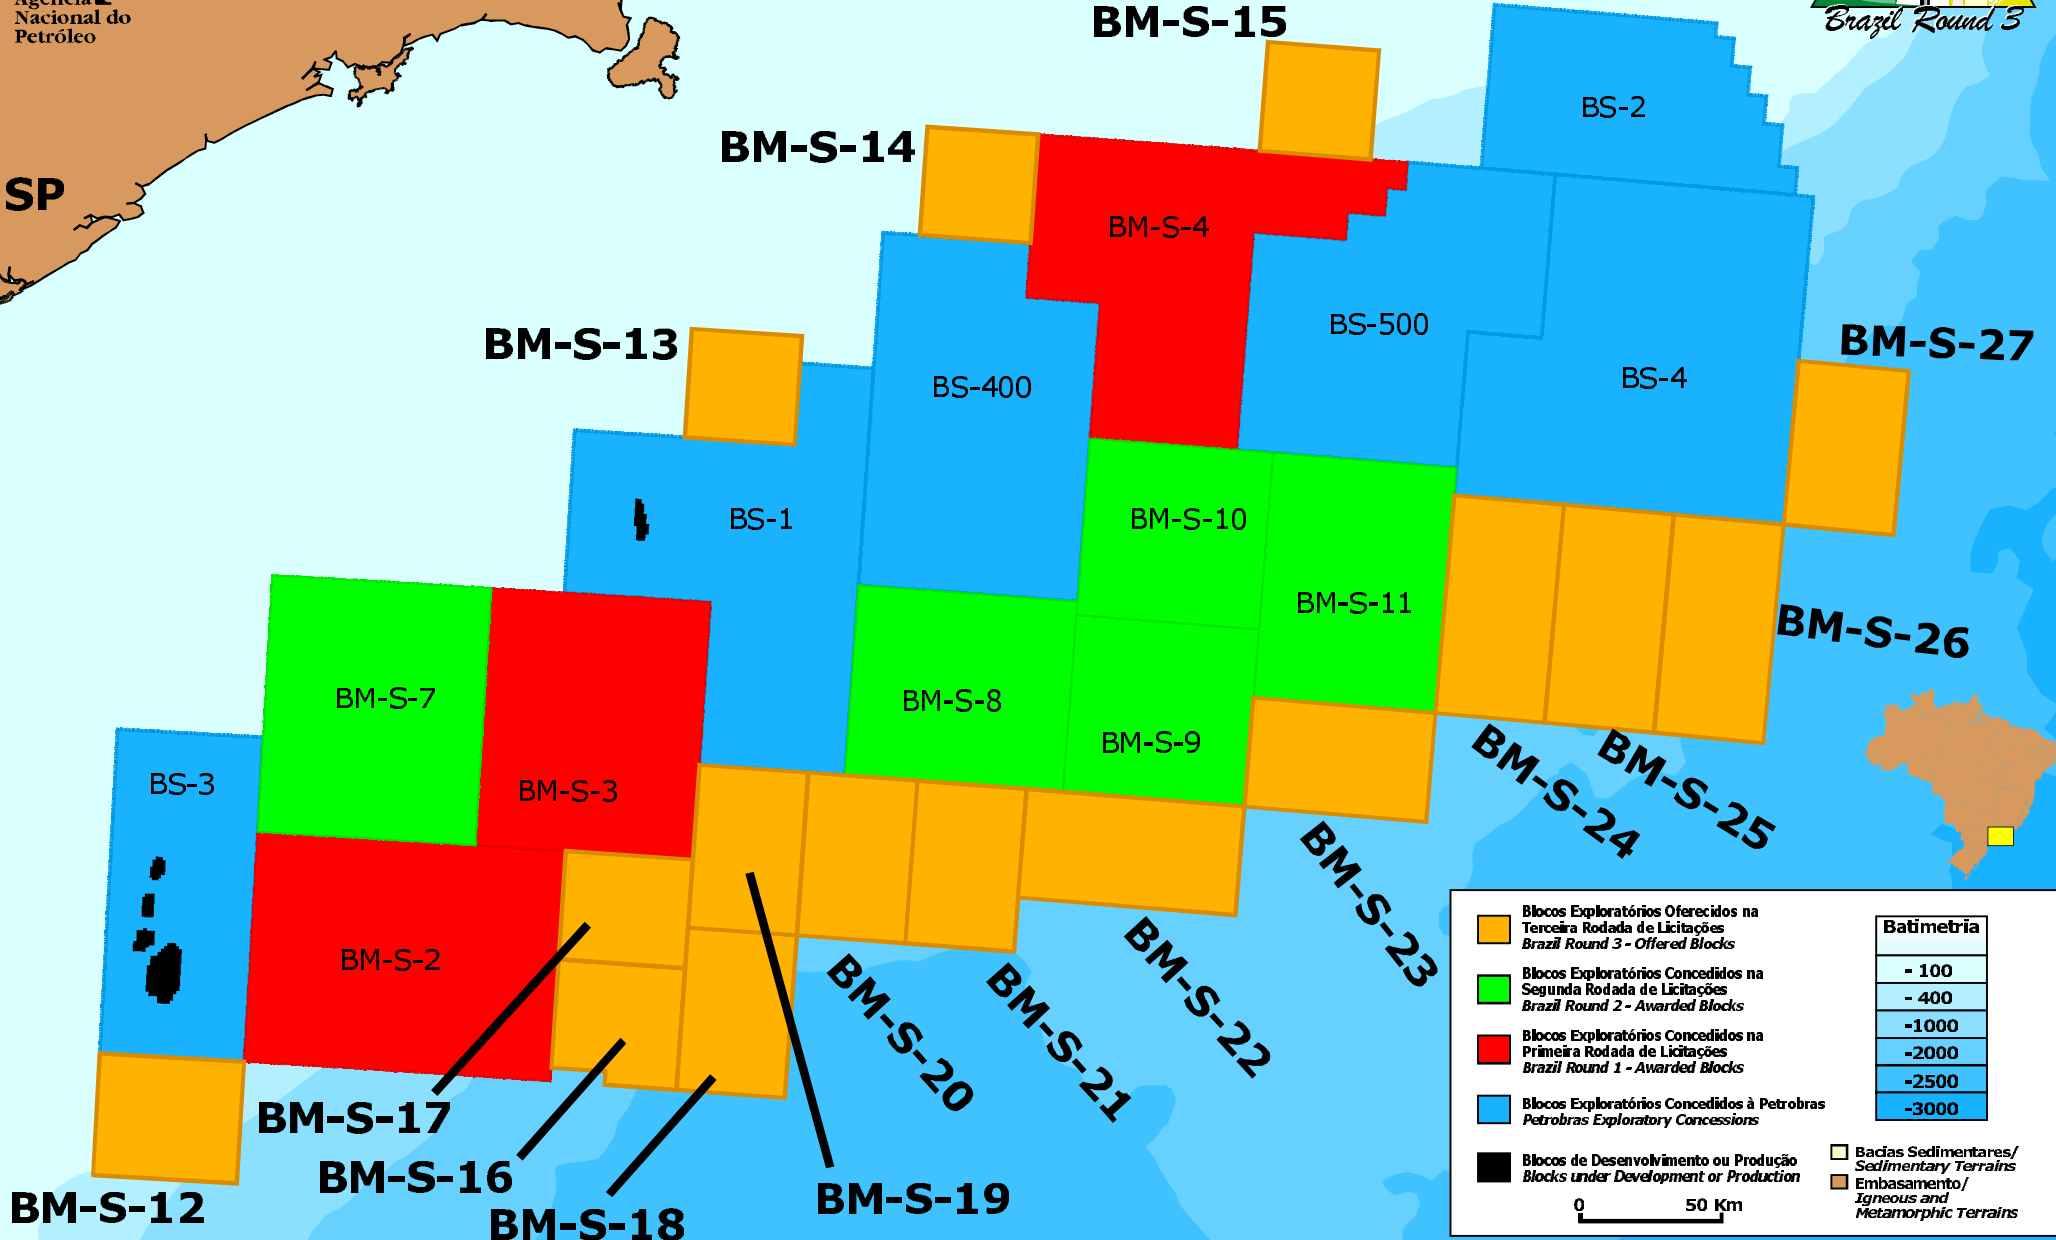 Agência
Nacional do
Petróleo
Brazil Round 3
BM-S-15
BS-2
BM-S-14
SP
BM-S-4
BM-S-13
BS-500
BM-S-27
BS-400
BS-4
BS-1
BM-S-10
BM-S-11
BM-S-26
BM-S-7
BM-S-8
BM-S-9
BS-3
BM-S-3
BM-S-24
BM-S-25
BM-S-2
BM-S-23
BM-S-22
BM-S-20
BM-S-21
BM-S-17
BM-S-16
BM-S-19
BM-S-12
BM-S-18
Blocos Exploratórios Oferecidos na
Terceira Rodada de Licitações
Brazil Round 3 - Offered Blocks
Blocos Exploratórios Concedidos na
Segunda Rodada de Licitações
Brazil Round 2 - Awarded Blocks
Blocos Exploratórios Concedidos na
Primeira Rodada de Licitações
Brazil Round 1 - Awarded Blocks
Blocos Exploratórios Concedidos à Petrobras
Petrobras Exploratory Concessions
Blocos de Desenvolvimento ou Produção
Blocks under Development or Production
0 50 Km
Batimetria
- 100
- 400
-1000
-2000
-2500
-3000
Bacias Sedimentares/
Sedimentary Terrains
Embasamento/
Igneous and
Metamorphic Terrains